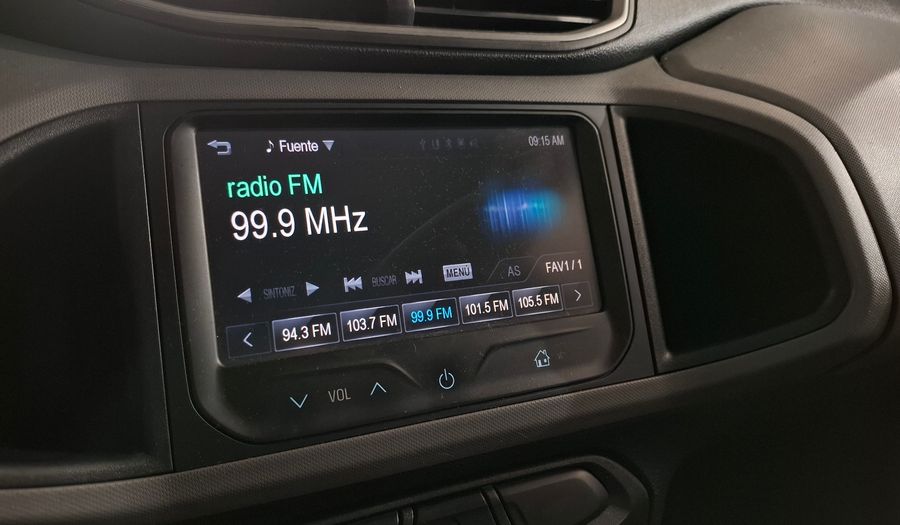 Fuente
09:15 AM
radio FM
99.9 MHz
SINTONIZ BUSCAR MENÚ AS FAV1/1
94.3 FM 103.7 FM 99.9 FM 101.5 FM 105.5 FM
VOL